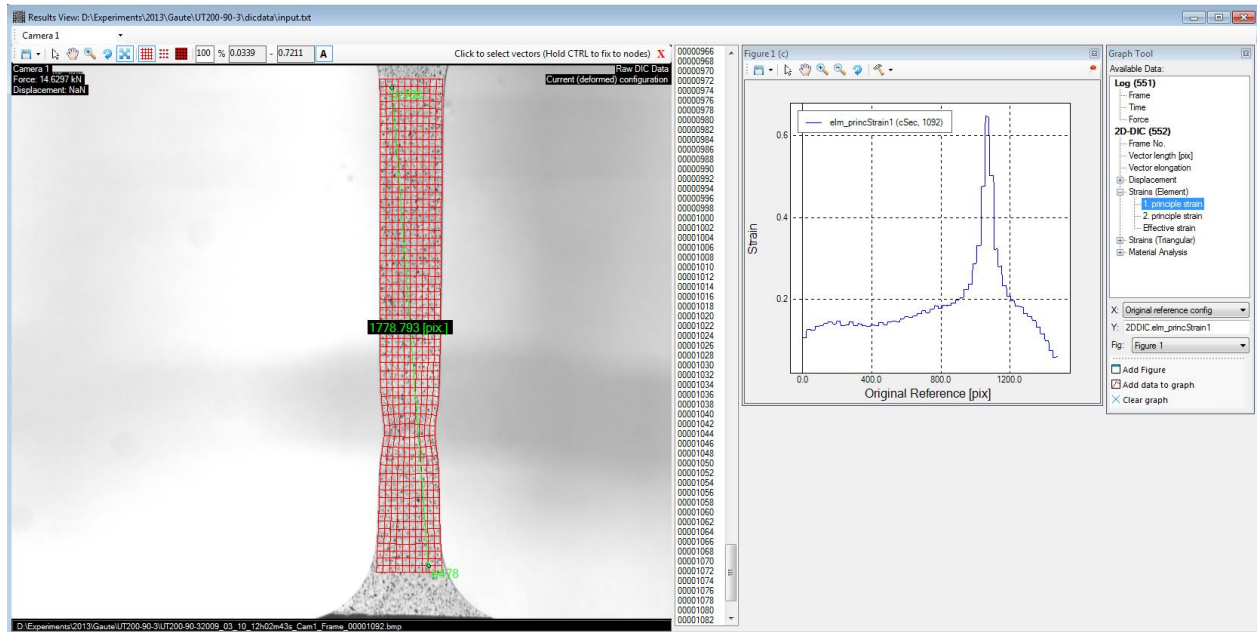 Results View: D:\Experiments\2013\Gaute\UT200-90-3\dicdata\input.txt
Camera 1
100 % 0.0339 - 0.7211 A Click to select vectors (Hold CTRL to fix to nodes) X
Camera 1
Force: 14.6297 kN
Displacement: NaN
Raw DIC Data
Current (deformed) configuration
1778.793 [pix.]
D:\Experiments\2013\Gaute\UT200-90-3\UT200-90-32009_03_10_12h02m43s_Cam1_Frame_00001092.bmp
00000966
00000968
00000970
00000972
00000974
00000976
00000978
00000980
00000982
00000984
00000986
00000988
00000990
00000992
00000994
00000996
00000998
00001000
00001002
00001004
00001006
00001008
00001010
00001012
00001014
00001016
00001018
00001020
00001022
00001024
00001026
00001028
00001030
00001032
00001034
00001036
00001038
00001040
00001042
00001044
00001046
00001048
00001050
00001052
00001054
00001056
00001058
00001060
00001062
00001064
00001066
00001068
00001070
00001072
00001074
00001076
00001078
00001080
00001082
Figure 1 (c)
elm_princStrain1 (cSec, 1092)
0.6
0.4
0.2
Strain
0.0 400.0 800.0 1200.0
Original Reference [pix]
Graph Tool
Available Data:
Log (551)
Frame
Time
Force
2D-DIC (552)
Frame No.
Vector length [pix]
Vector elongation
Displacement
Strains (Element)
1. principle strain
2. principle strain
Effective strain
Strains (Triangular)
Material Analysis
X: Original reference config
Y: 2DDIC.elm_princStrain1
Fig: Figure 1
Add Figure
Add data to graph
Clear graph